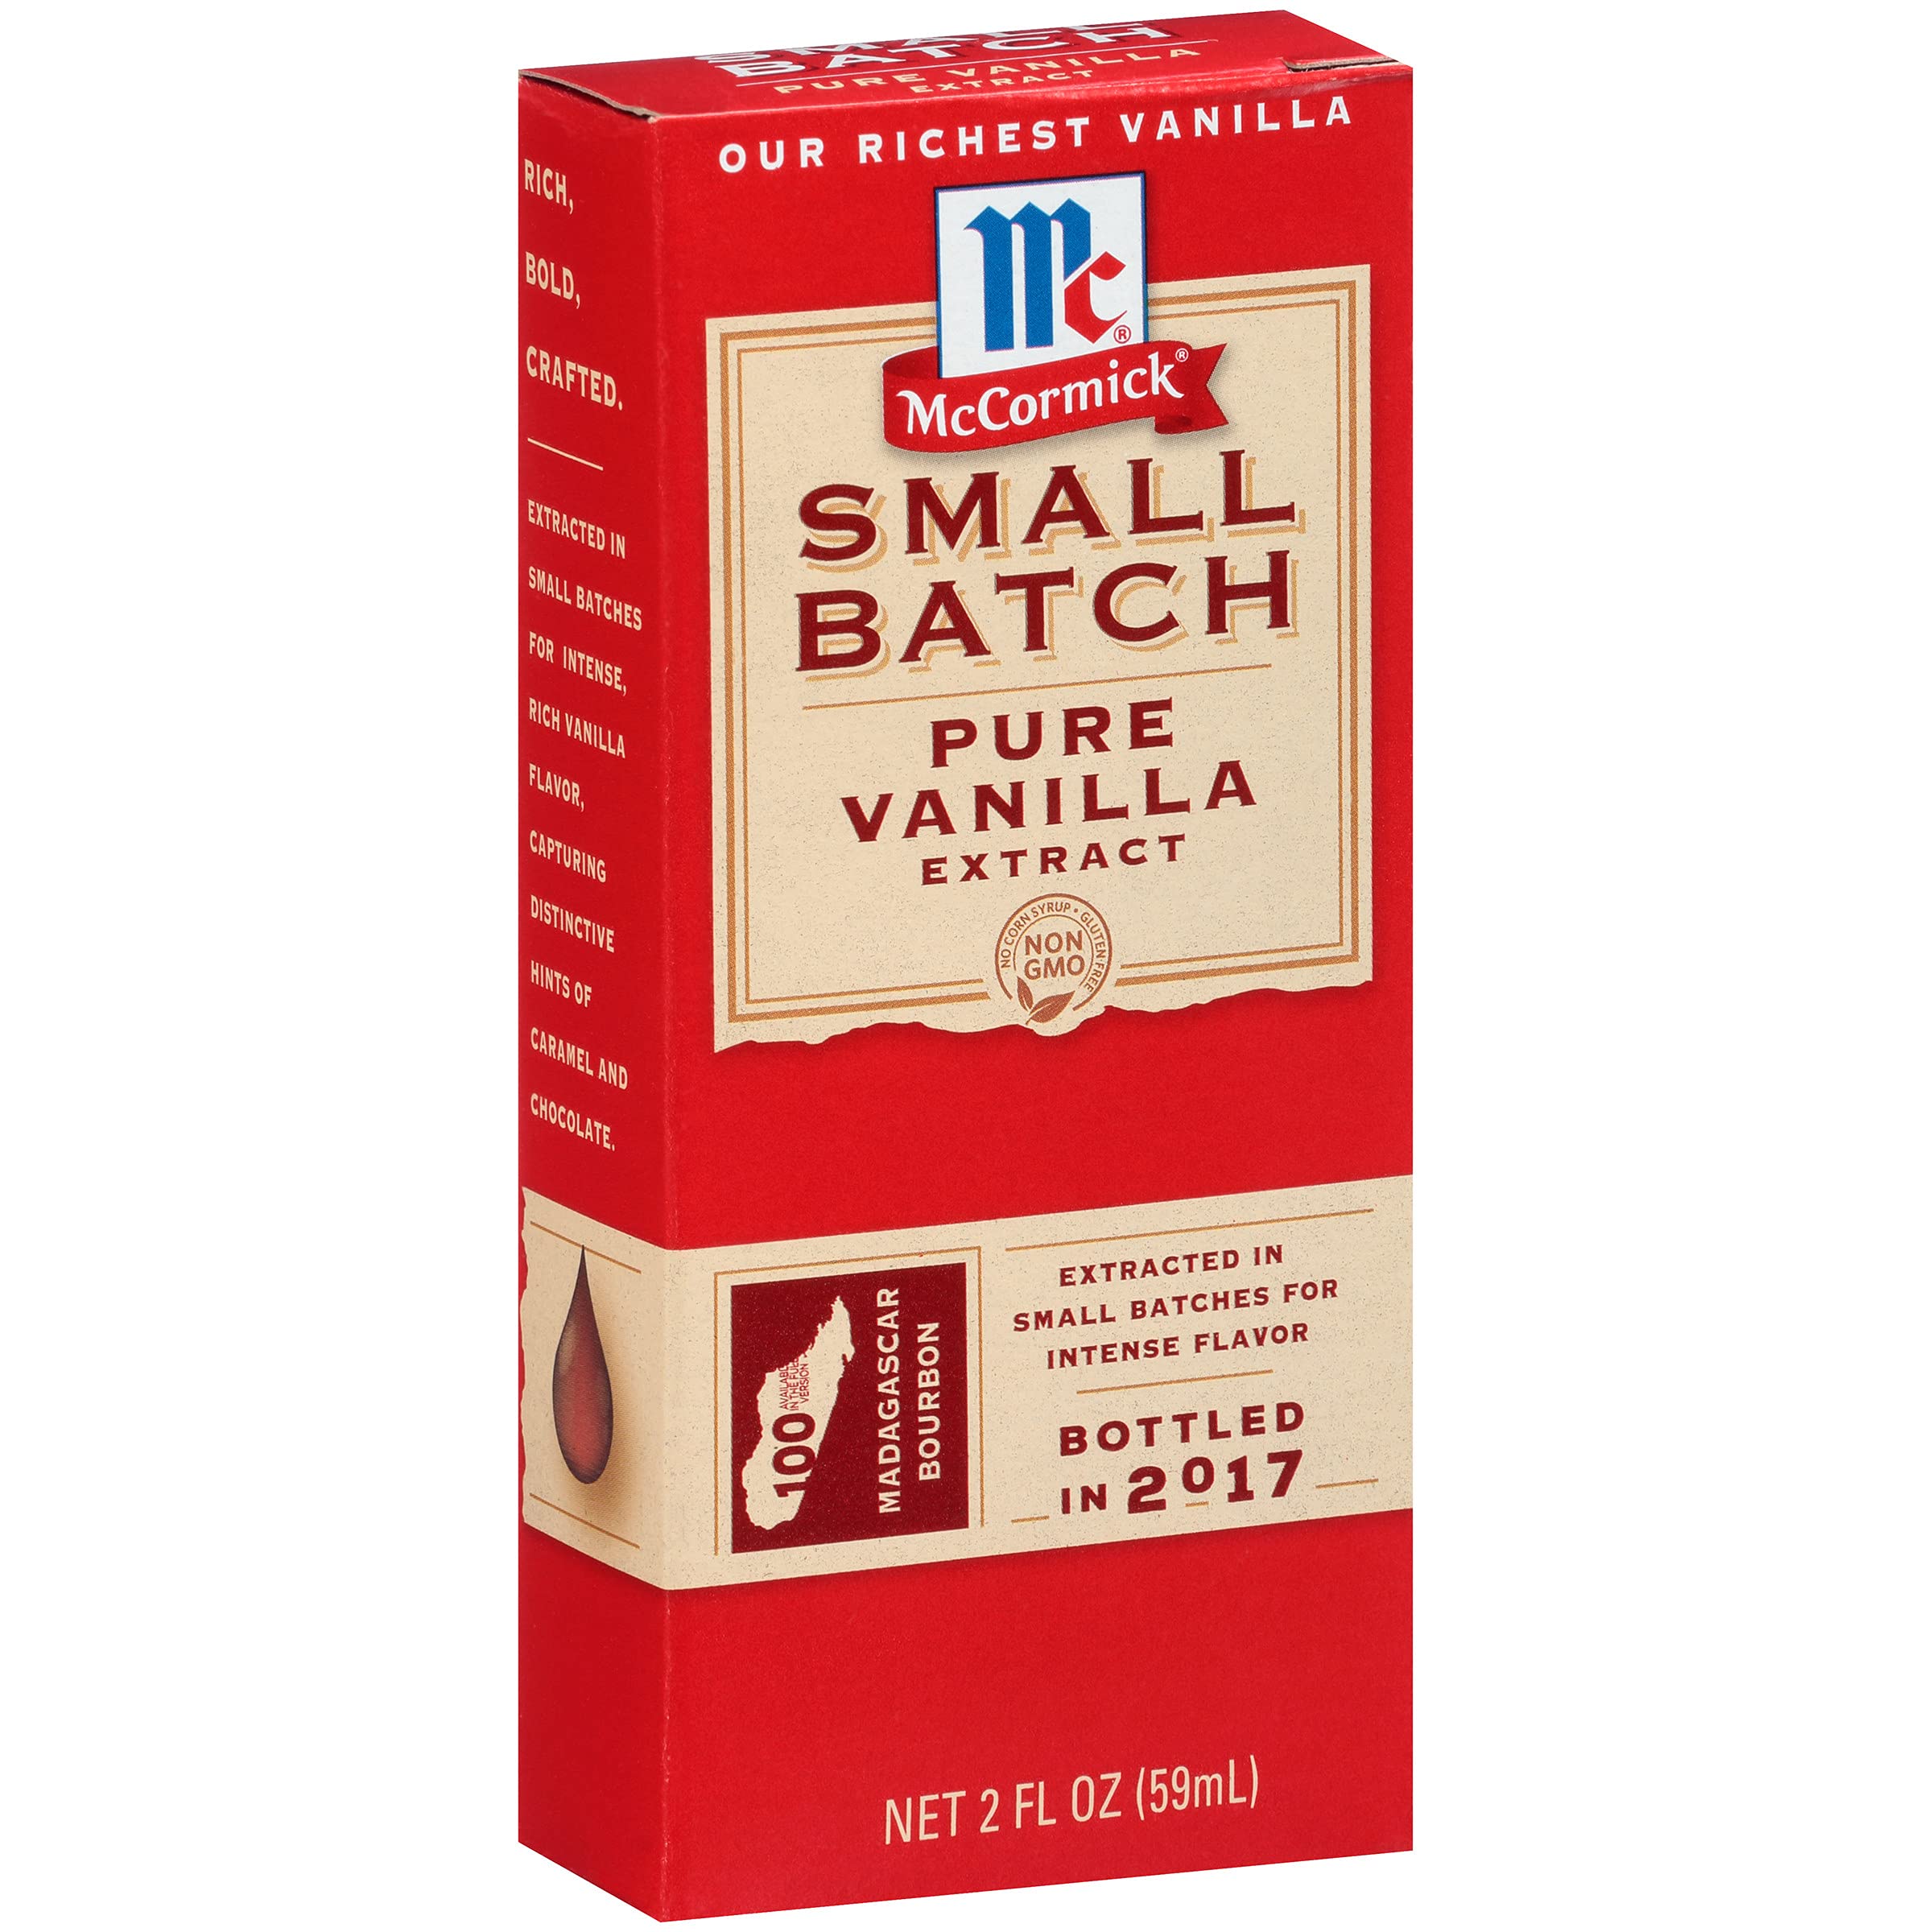 SMALL
BATCH
PURE VANILLA
EXTRACT
OUR RICHEST VANILLA
Mc®
McCormick®
SMALL
BATCH
PURE
VANILLA
EXTRACT
NO CORN SYRUP • GLUTEN FREE
NON
GMO
RICH,
BOLD,
CRAFTED.
EXTRACTED IN
SMALL BATCHES
FOR INTENSE,
RICH VANILLA
FLAVOR,
CAPTURING
DISTINCTIVE
HINTS OF
CARAMEL AND
CHOCOLATE.
100
MADAGASCAR
BOURBON
EXTRACTED IN
SMALL BATCHES FOR
INTENSE FLAVOR
BOTTLED
IN 2017
NET 2 FL OZ (59mL)